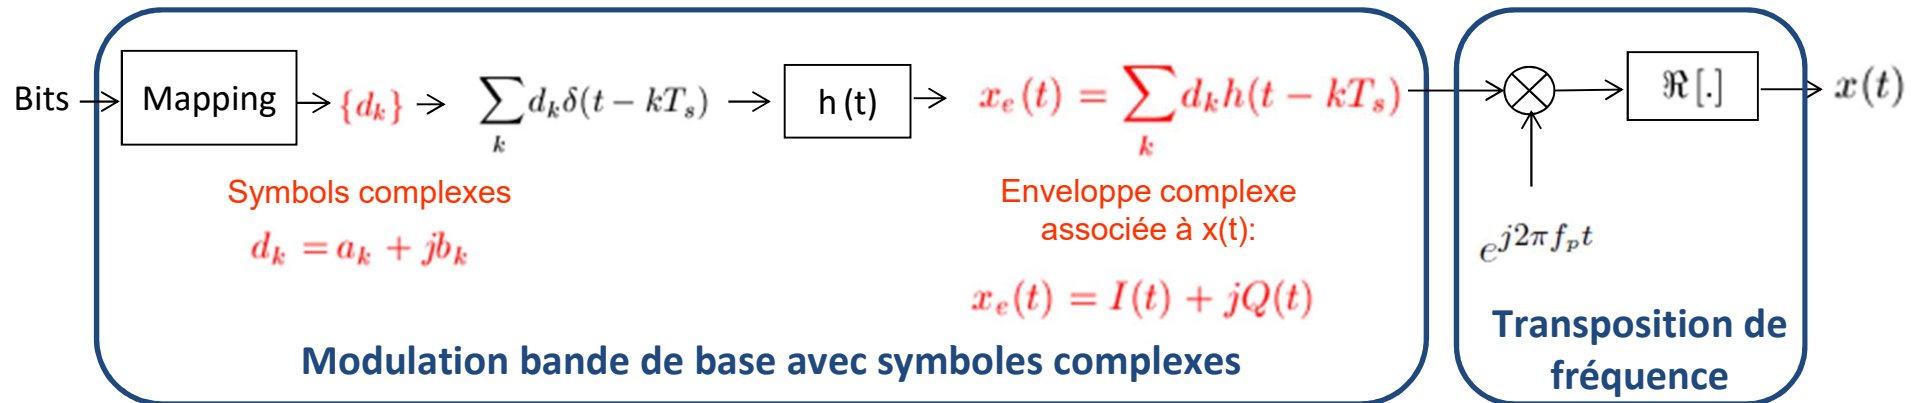 Bits
Mapping
{d_k}
∑_k d_k δ(t − kT_s)
h (t)
x_e(t) = ∑_k d_k h(t − kT_s)
ℜ[.]
x(t)
Symbols complexes
d_k = a_k + jb_k
Enveloppe complexe
associée à x(t):
x_e(t) = I(t) + jQ(t)
e^{j2πf_p t}
Modulation bande de base avec symboles complexes
Transposition de
fréquence